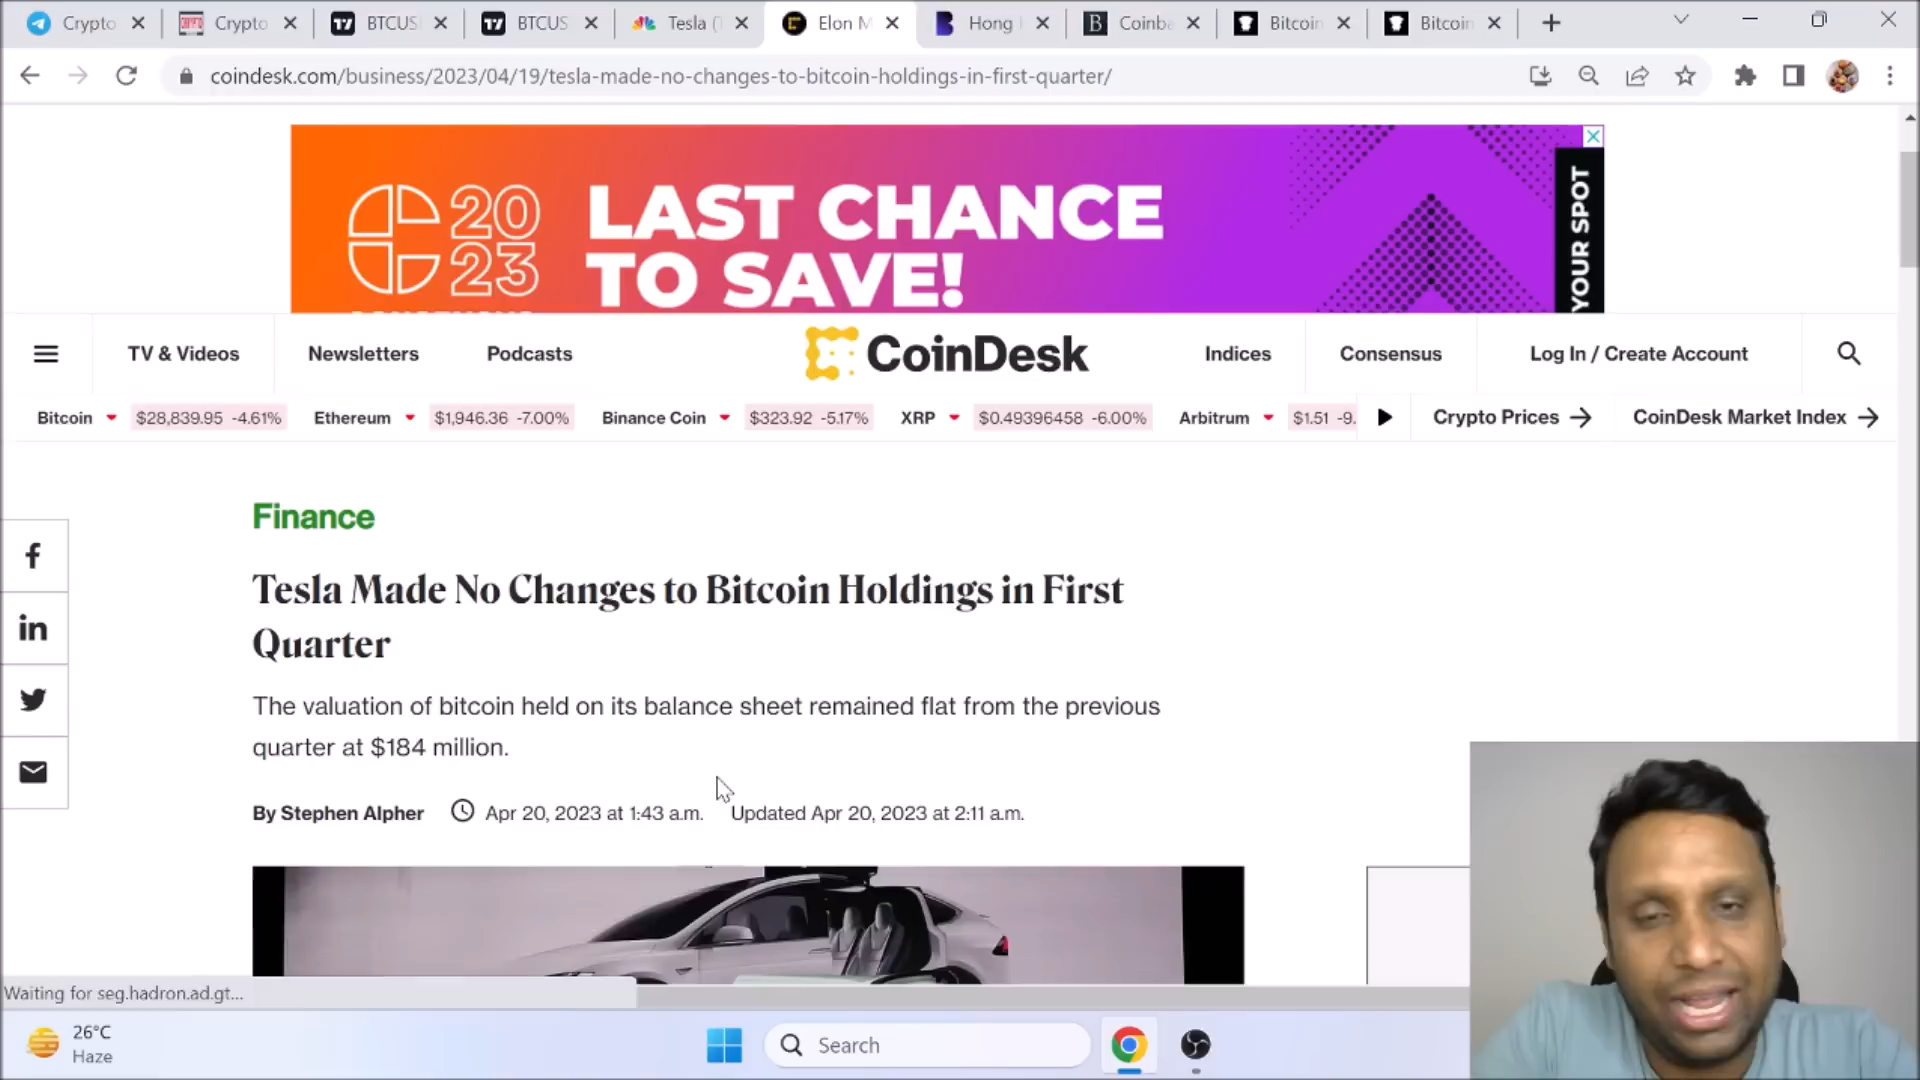 Crypto
Crypto
BTCUS
BTCUS
Tesla (T
Elon M
Hong
Coinba
Bitcoin
Bitcoin
coindesk.com/business/2023/04/19/tesla-made-no-changes-to-bitcoin-holdings-in-first-quarter/
2023
LAST CHANCE
TO SAVE!
YOUR SPOT
TV & Videos
Newsletters
Podcasts
CoinDesk
Indices
Consensus
Log In / Create Account
Bitcoin $28,839.95 -4.61% Ethereum $1,946.36 -7.00% Binance Coin $323.92 -5.17% XRP $0.49396458 -6.00% Arbitrum $1.51 -9.
Crypto Prices
CoinDesk Market Index
Finance
Tesla Made No Changes to Bitcoin Holdings in First
Quarter
The valuation of bitcoin held on its balance sheet remained flat from the previous
quarter at $184 million.
By Stephen Alpher Apr 20, 2023 at 1:43 a.m. Updated Apr 20, 2023 at 2:11 a.m.
Waiting for seg.hadron.ad.gt...
26°C
Haze
Search